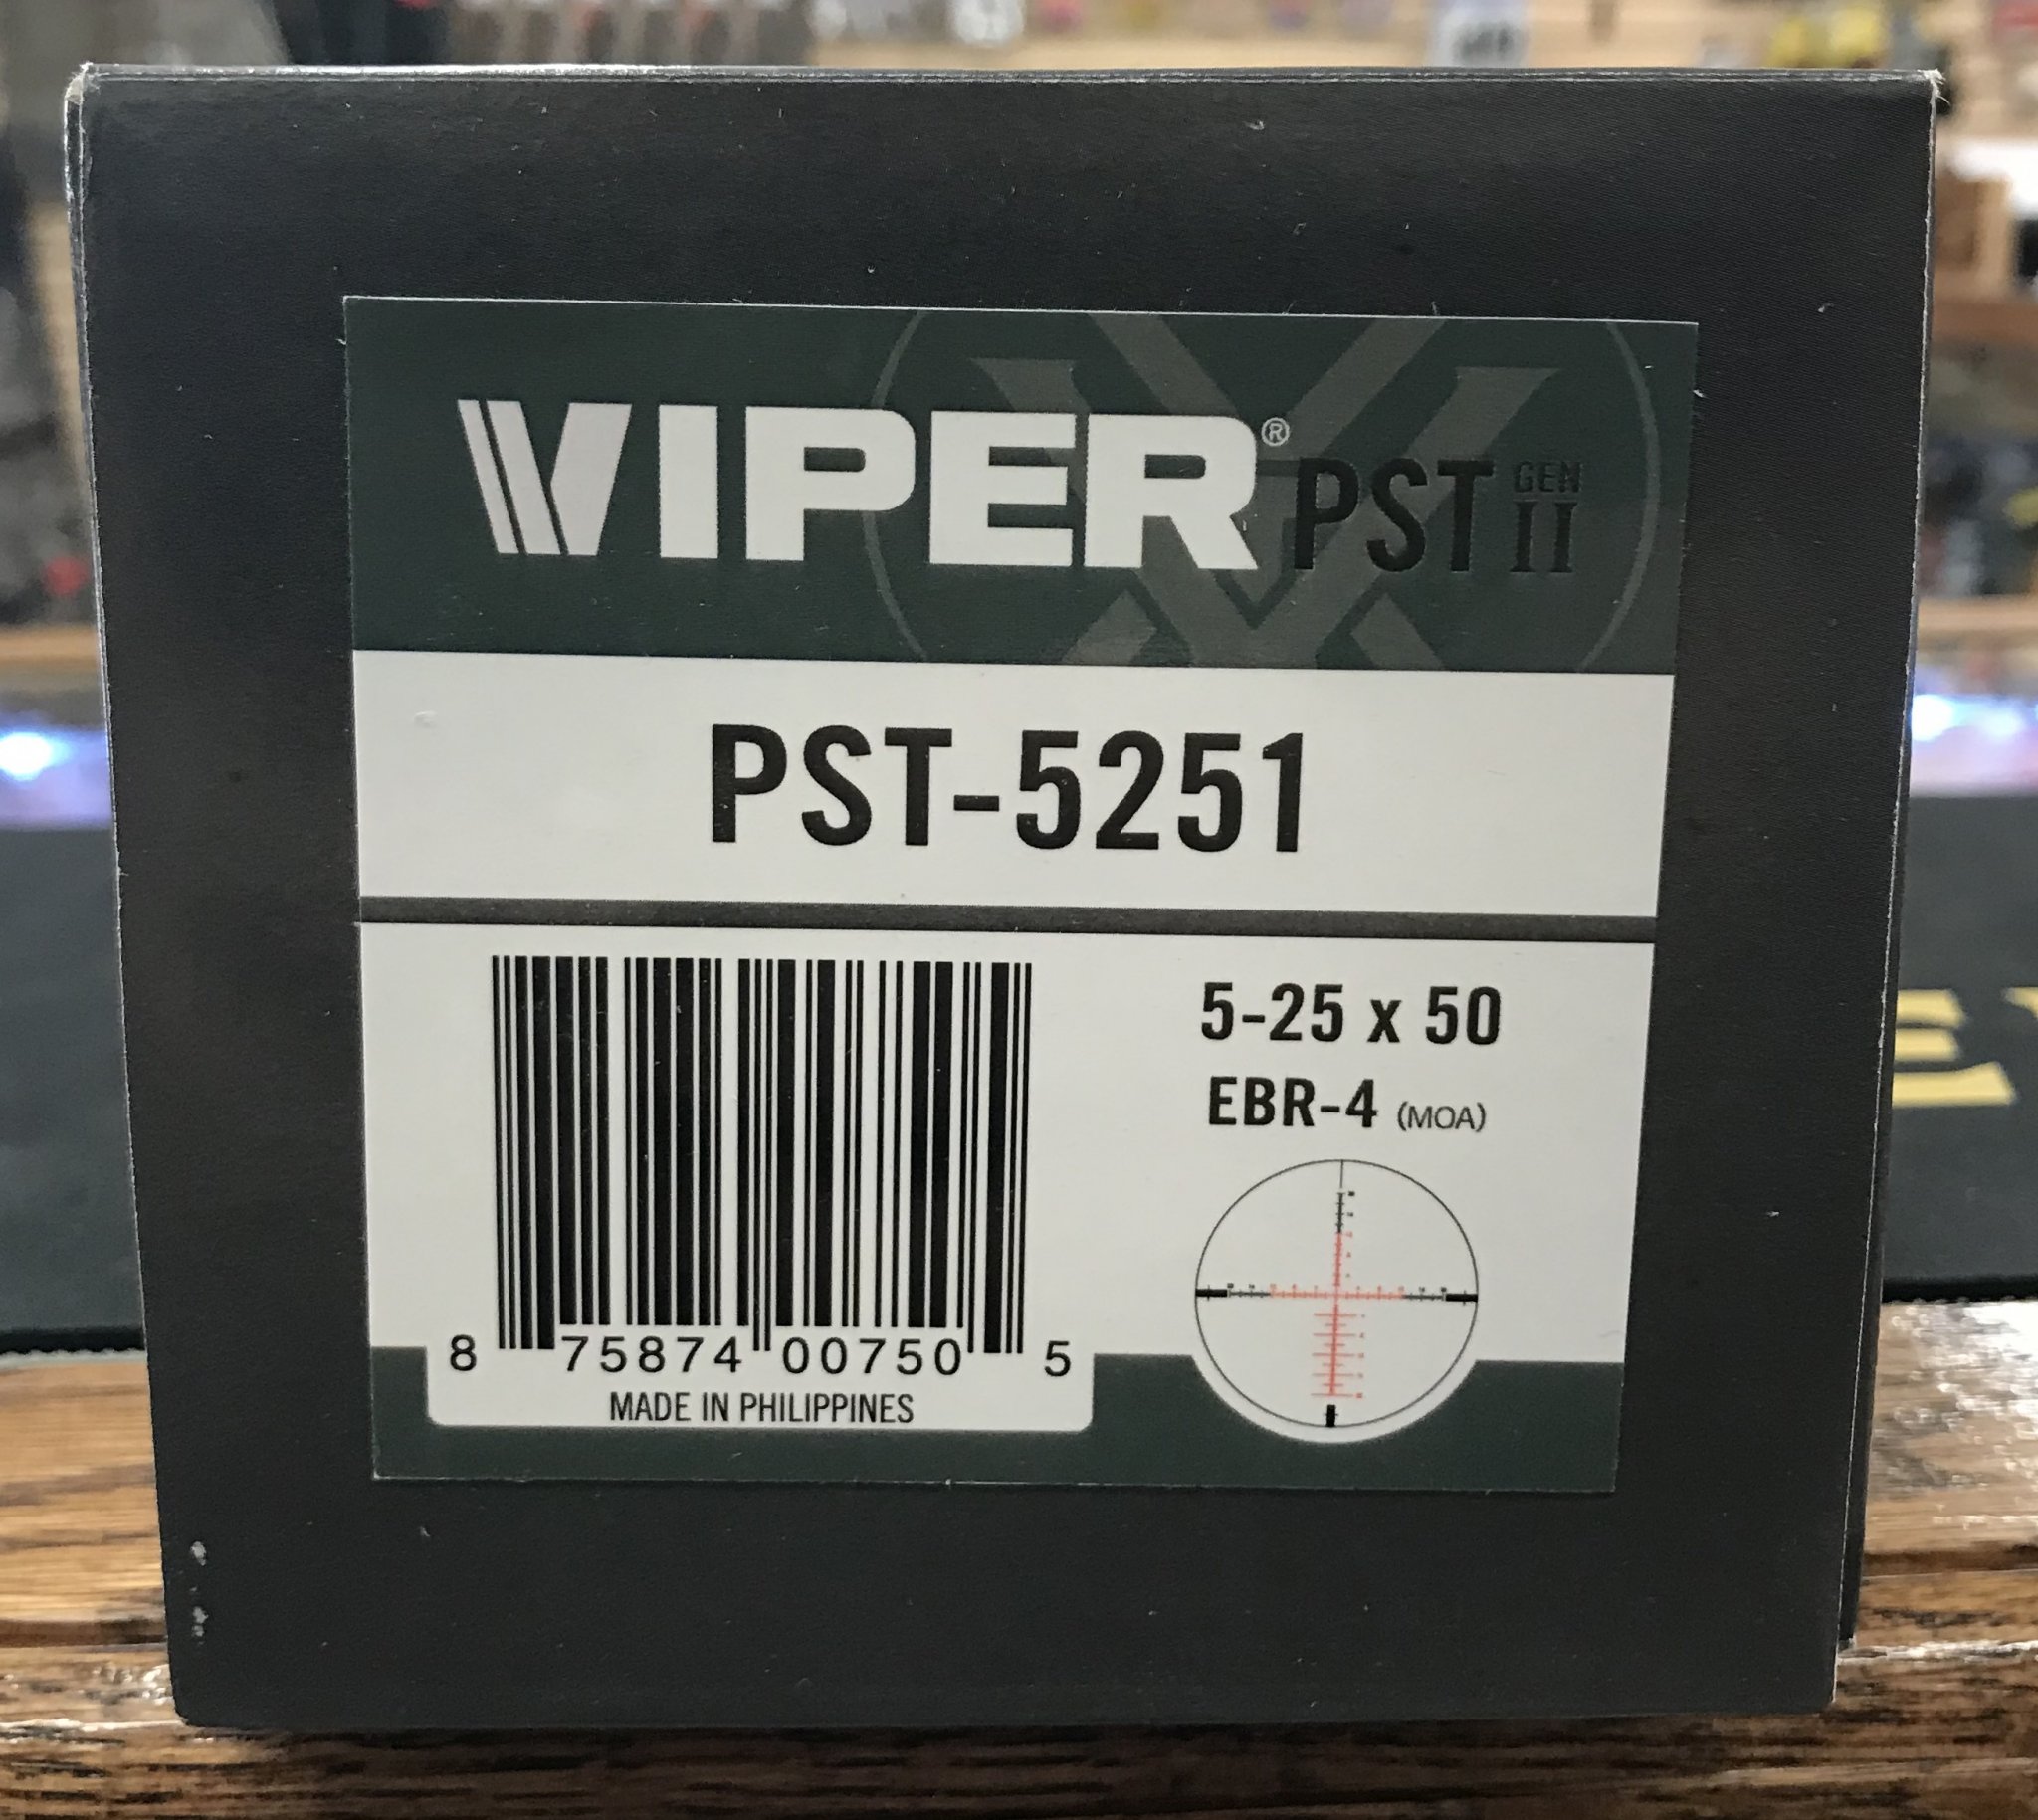 VIPER® PST GEN II
PST-5251
5-25 x 50
EBR-4 (MOA)
8 75874 00750 5
MADE IN PHILIPPINES